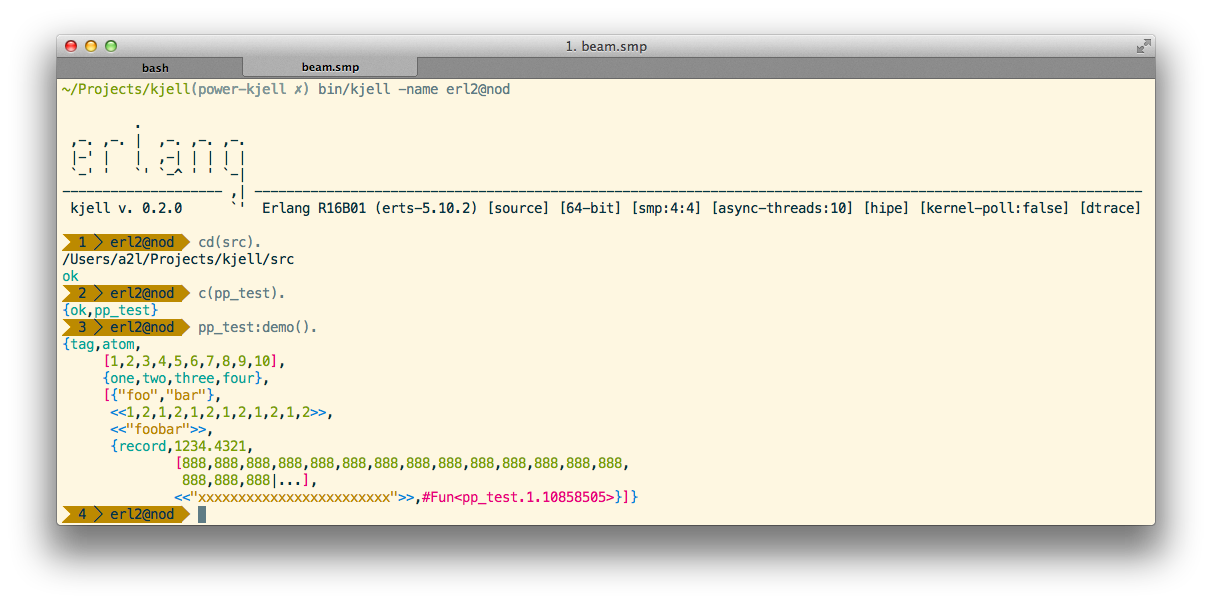 1. beam.smp
bash beam.smp
~/Projects/kjell(power-kjell ✗) bin/kjell -name erl2@nod
erlang
kjell v. 0.2.0 Erlang R16B01 (erts-5.10.2) [source] [64-bit] [smp:4:4] [async-threads:10] [hipe] [kernel-poll:false] [dtrace]
1 > erl2@nod cd(src).
/Users/a2l/Projects/kjell/src
ok
2 > erl2@nod c(pp_test).
{ok,pp_test}
3 > erl2@nod pp_test:demo().
{tag,atom,
[1,2,3,4,5,6,7,8,9,10],
{one,two,three,four},
[{"foo","bar"},
<<1,2,1,2,1,2,1,2,1,2,1,2>>,
<<"foobar">>,
{record,1234.4321,
[888,888,888,888,888,888,888,888,888,888,888,888,888,888,
888,888,888|...],
<<"xxxxxxxxxxxxxxxxxxxxxxxx">>,#Fun<pp_test.1.10858505>}]}
4 > erl2@nod